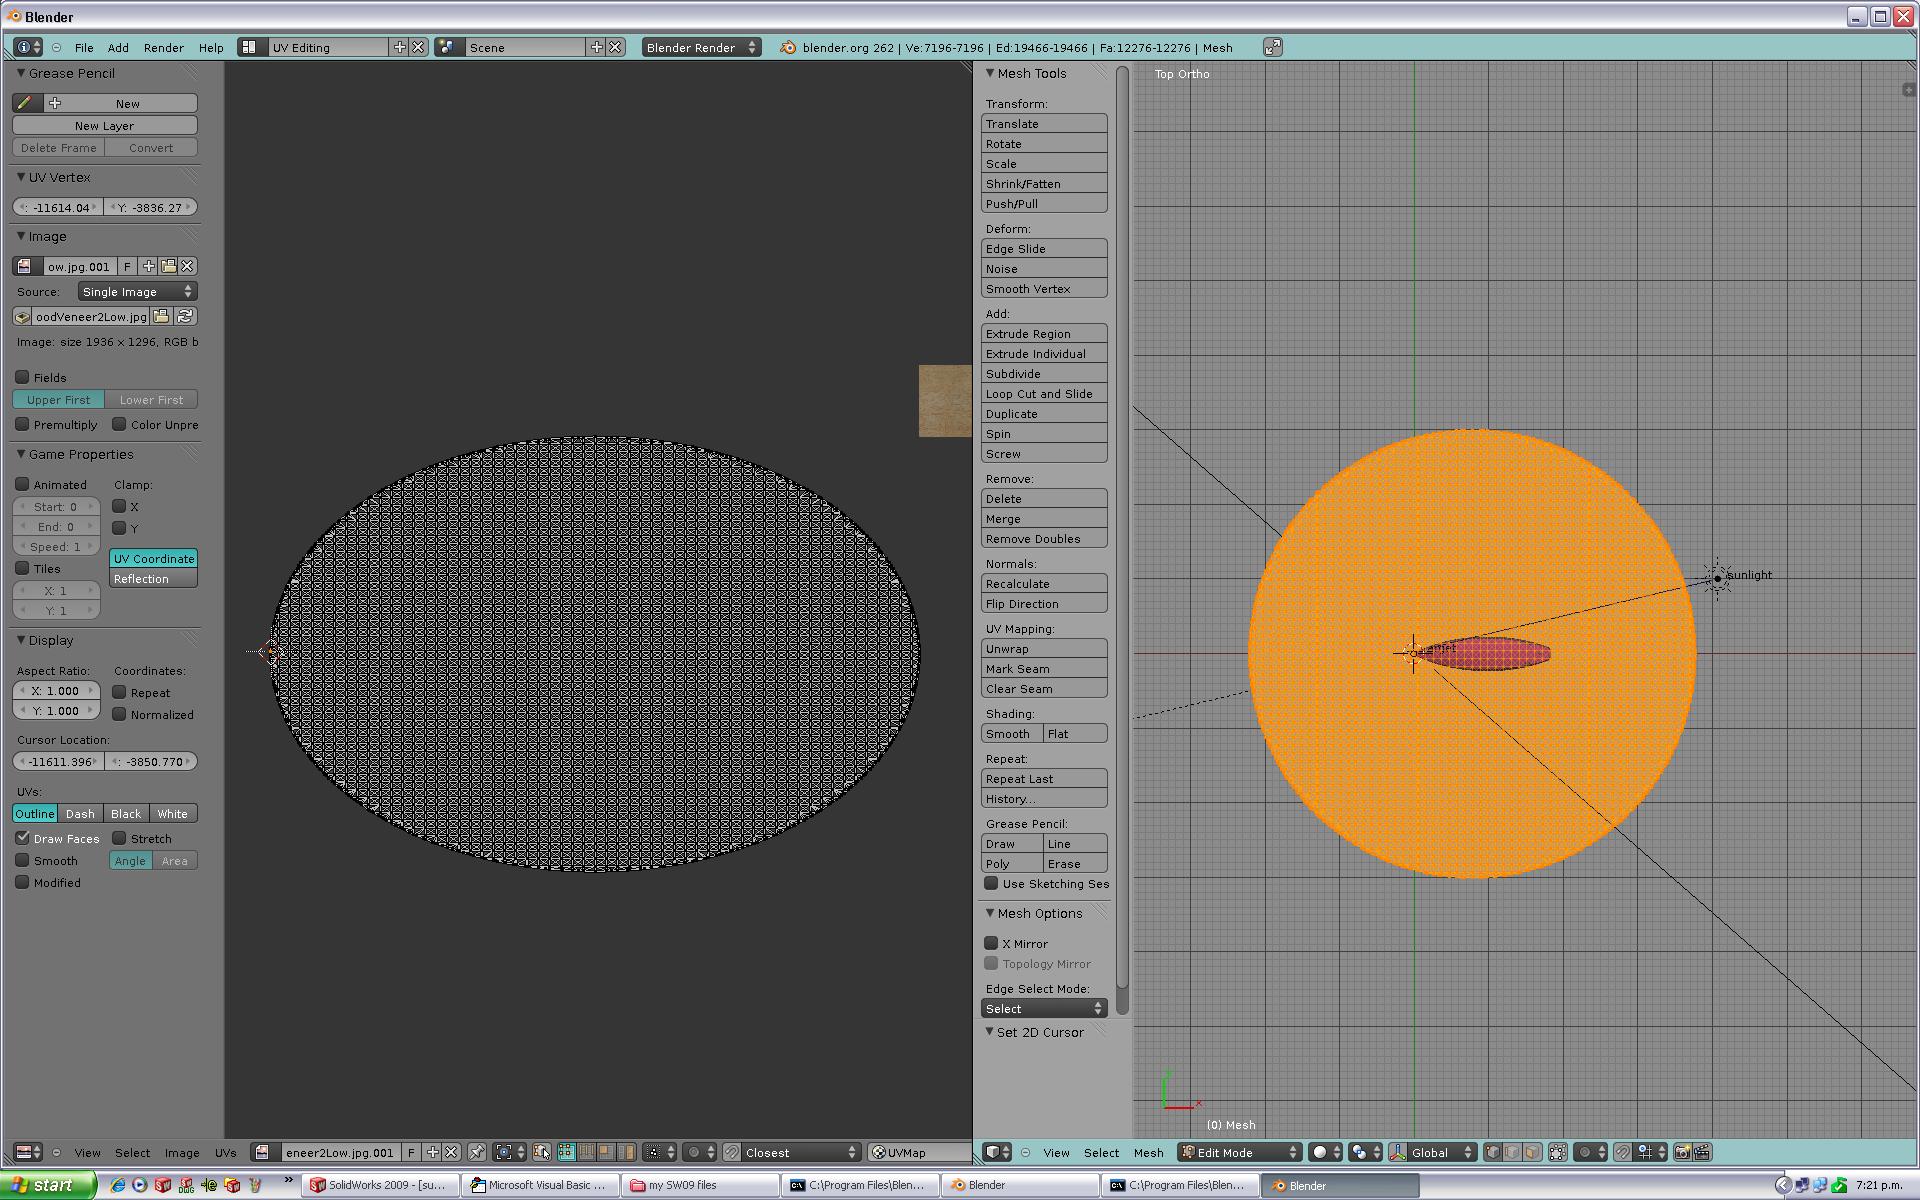 Blender
File Add Render Help UV Editing Scene Blender Render blender.org 262 | Ve:7196-7196 | Ed:19466-19466 | Fa:12276-12276 | Mesh
Grease Pencil
New
New Layer
Delete Frame Convert
UV Vertex
: -11614.04 Y: -3836.27
Image
ow.jpg.001 F
Source: Single Image
oodVeneer2Low.jpg
Image: size 1936 x 1296, RGB b
Fields
Upper First Lower First
Premultiply Color Unpre
Game Properties
Animated Clamp:
Start: 0 X
End: 0 Y
Speed: 1
UV Coordinate
Tiles Reflection
X: 1
Y: 1
Display
Aspect Ratio: Coordinates:
X: 1.000 Repeat
Y: 1.000 Normalized
Cursor Location:
-11611.396 : -3850.770
UVs:
Outline Dash Black White
Draw Faces Stretch
Smooth Angle Area
Modified
View Select Image UVs eneer2Low.jpg.001 F Closest UVMap
Mesh Tools
Transform:
Translate
Rotate
Scale
Shrink/Fatten
Push/Pull
Deform:
Edge Slide
Noise
Smooth Vertex
Add:
Extrude Region
Extrude Individual
Subdivide
Loop Cut and Slide
Duplicate
Spin
Screw
Remove:
Delete
Merge
Remove Doubles
Normals:
Recalculate
Flip Direction
UV Mapping:
Unwrap
Mark Seam
Clear Seam
Shading:
Smooth Flat
Repeat:
Repeat Last
History...
Grease Pencil:
Draw Line
Poly Erase
Use Sketching Ses
Mesh Options
X Mirror
Topology Mirror
Edge Select Mode:
Select
Set 2D Cursor
Top Ortho
sunlight
y
x
(0) Mesh
View Select Mesh Edit Mode Global
start SolidWorks 2009 - [su... Microsoft Visual Basic ... my SW09 files C:\Program Files\Blen... Blender C:\Program Files\Blen... Blender 7:21 p.m.